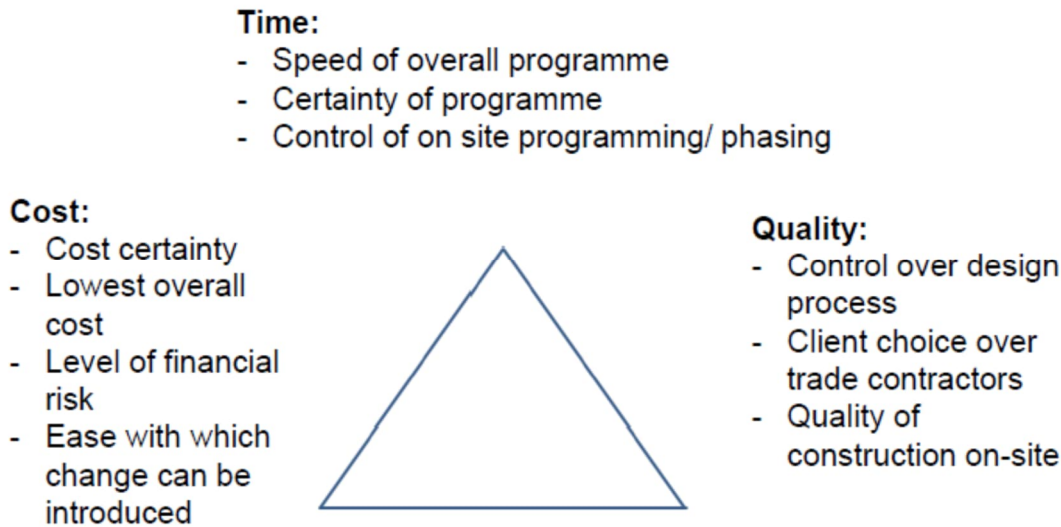 Time:
- Speed of overall programme
- Certainty of programme
- Control of on site programming/ phasing
Cost:
- Cost certainty
- Lowest overall
cost
- Level of financial
risk
- Ease with which
change can be
introduced
Quality:
- Control over design
process
- Client choice over
trade contractors
- Quality of
construction on-site